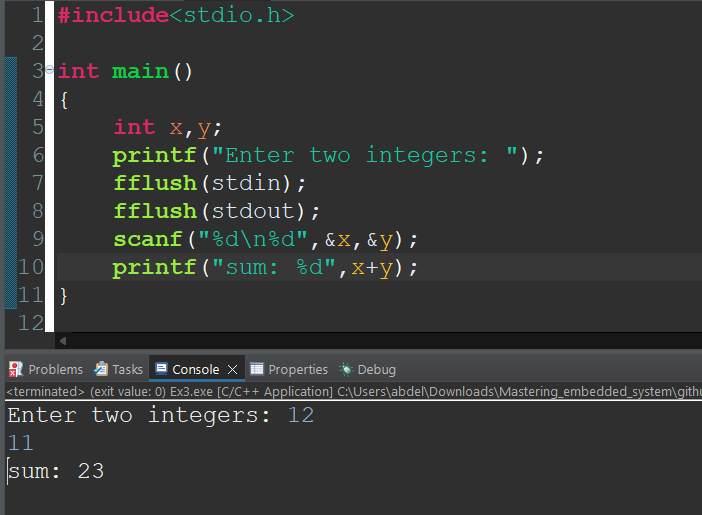 1 #include<stdio.h>
2
3 int main()
4 {
5 int x,y;
6 printf("Enter two integers: ");
7 fflush(stdin);
8 fflush(stdout);
9 scanf("%d\n%d",&x,&y);
10 printf("sum: %d",x+y);
11 }
12
Problems Tasks Console Properties Debug
<terminated> (exit value: 0) Ex3.exe [C/C++ Application] C:\Users\abdel\Downloads\Mastering_embedded_system\githu
Enter two integers: 12
11
sum: 23